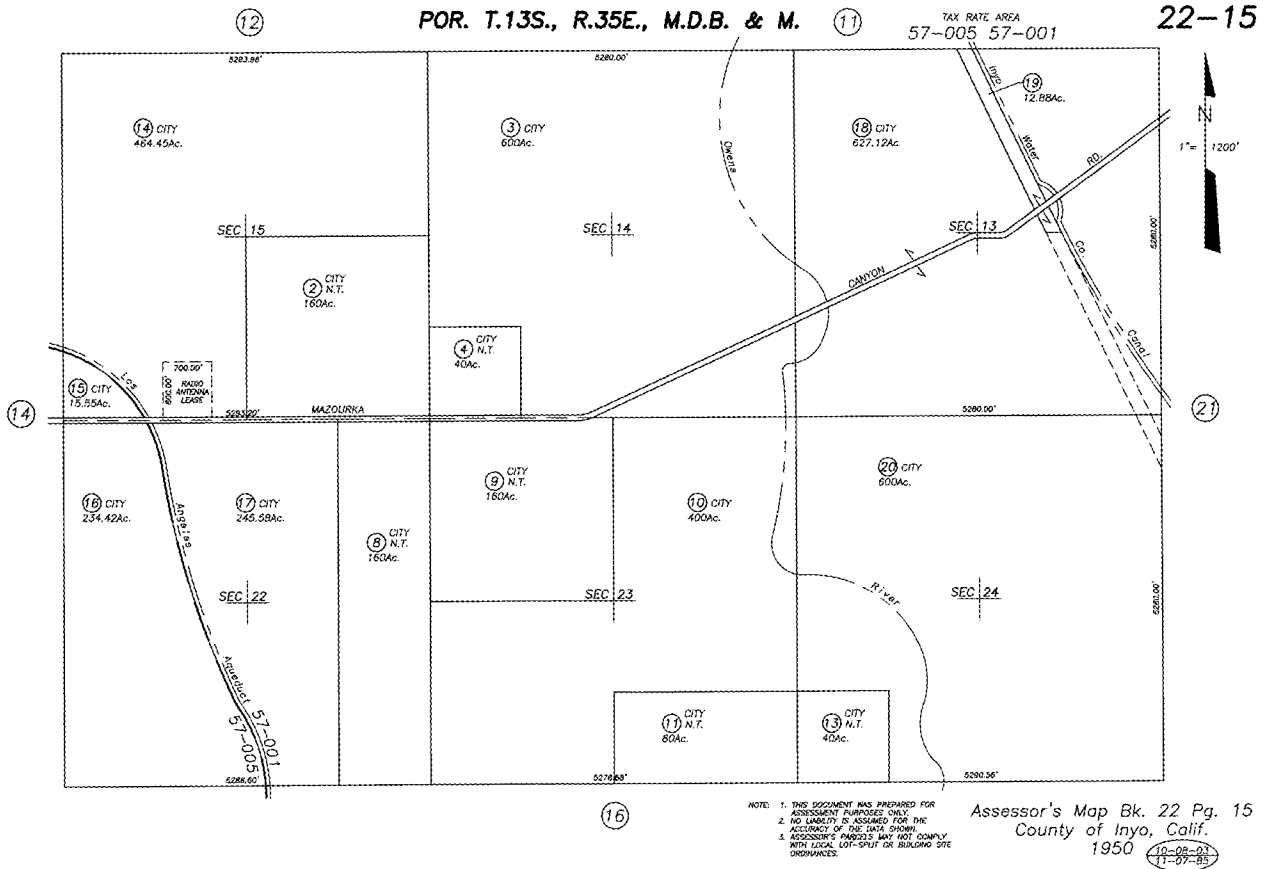 12
POR. T.13S., R.35E., M.D.B. & M.
11
TAX RATE AREA
57-005 57-001
22-15
5283.96'
5280.00'
14 CITY
464.45Ac.
3 CITY
600Ac.
Owens
18 CITY
627.12Ac.
Inyo
19
12.88Ac.
Water
RD.
N
1"= 1200'
SEC 15
SEC 14
SEC 13
5280.00'
Co.
Canal
2 CITY
N.T.
160Ac.
CANYON
4 CITY
N.T.
40Ac.
Los
15 CITY
15.55Ac.
700.00'
600.00'
RADIO
ANTENNA
LEASE
14
5283.20'
MAZOURKA
5280.00'
21
16 CITY
234.42Ac.
Angeles
17 CITY
245.58Ac.
8 CITY
N.T.
160Ac.
9 CITY
N.T.
160Ac.
10 CITY
400Ac.
20 CITY
600Ac.
SEC 22
SEC 23
River
SEC 24
5280.00'
Aqueduct
57-001
57-005
11 CITY
N.T.
80Ac.
13 CITY
N.T.
40Ac.
5286.60'
5276.68'
5290.56'
16
NOTE: 1. THIS DOCUMENT WAS PREPARED FOR
ASSESSMENT PURPOSES ONLY.
2. NO LIABILITY IS ASSUMED FOR THE
ACCURACY OF THE DATA SHOWN.
3. ASSESSOR'S PARCELS MAY NOT COMPLY
WITH LOCAL LOT-SPLIT OR BUILDING SITE
ORDINANCES.
Assessor's Map Bk. 22 Pg. 15
County of Inyo, Calif.
1950
10-08-03
11-07-85